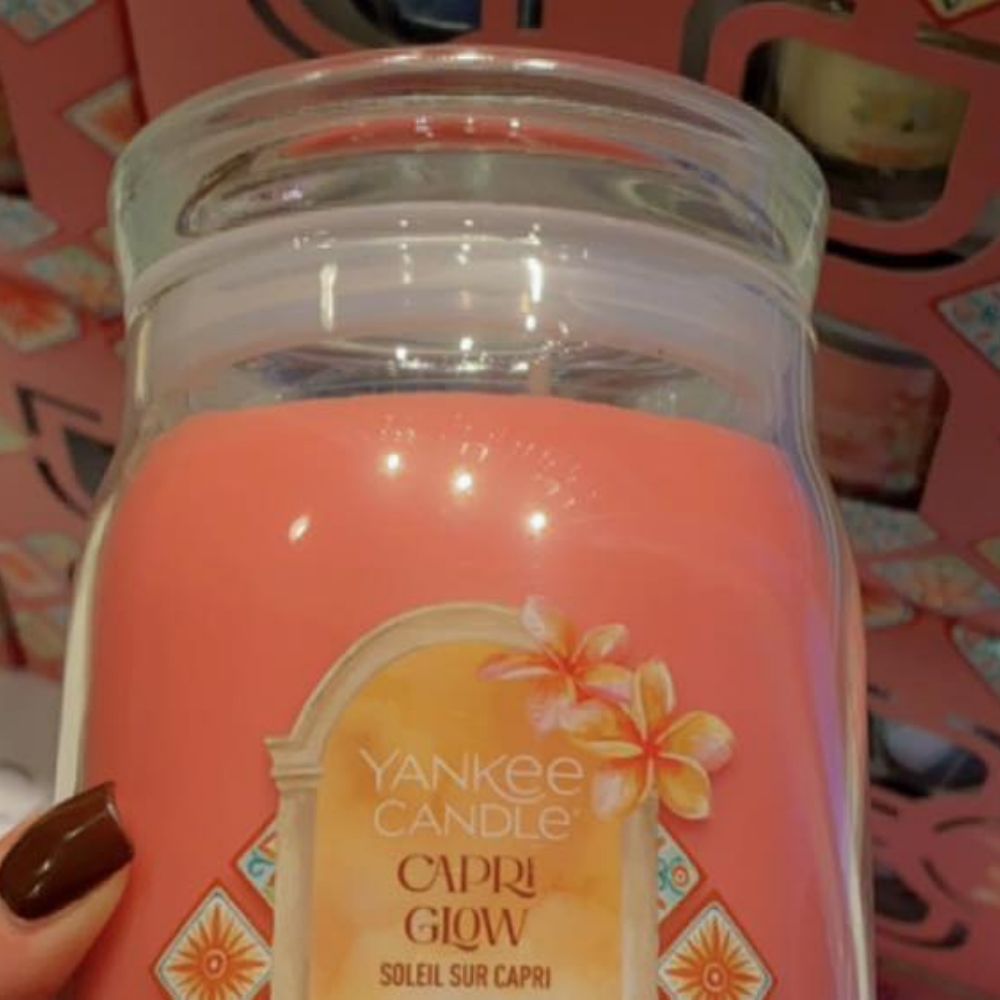 YANKEE
CANDLE®
CAPRI
GLOW
SOLEIL SUR CAPRI